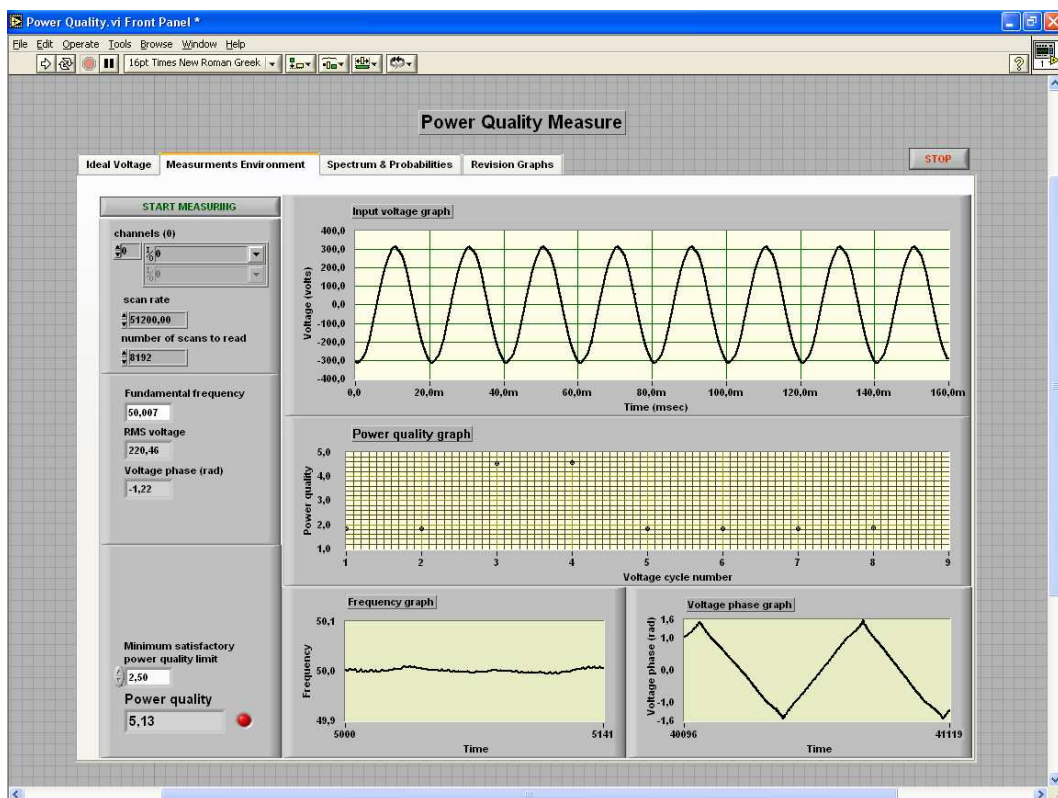 Power Quality.vi Front Panel *
File Edit Operate Tools Browse Window Help
16pt Times New Roman Greek
1
Power Quality Measure
Ideal Voltage Measurments Environment Spectrum & Probabilities Revision Graphs
STOP
START MEASURING
channels (0)
0 I/O 0
I/O 0
scan rate
51200,00
number of scans to read
8192
Fundamental frequency
50,007
RMS voltage
220,46
Voltage phase (rad)
-1,22
Minimum satisfactory
power quality limit
2,50
Power quality
5,13
Input voltage graph
Voltage (volts)
400,0
300,0
200,0
100,0
0,0
-100,0
-200,0
-300,0
-400,0
0,0 20,0m 40,0m 60,0m 80,0m 100,0m 120,0m 140,0m 160,0m
Time (msec)
Power quality graph
Power quality
5,0
4,0
3,0
2,0
1,0
1 2 3 4 5 6 7 8 9
Voltage cycle number
Frequency graph
Frequency
50,1
50,0
49,9
5000 5141
Time
Voltage phase graph
Voltage phase (rad)
1,6
1,0
0,0
-1,0
-1,6
40096 41119
Time